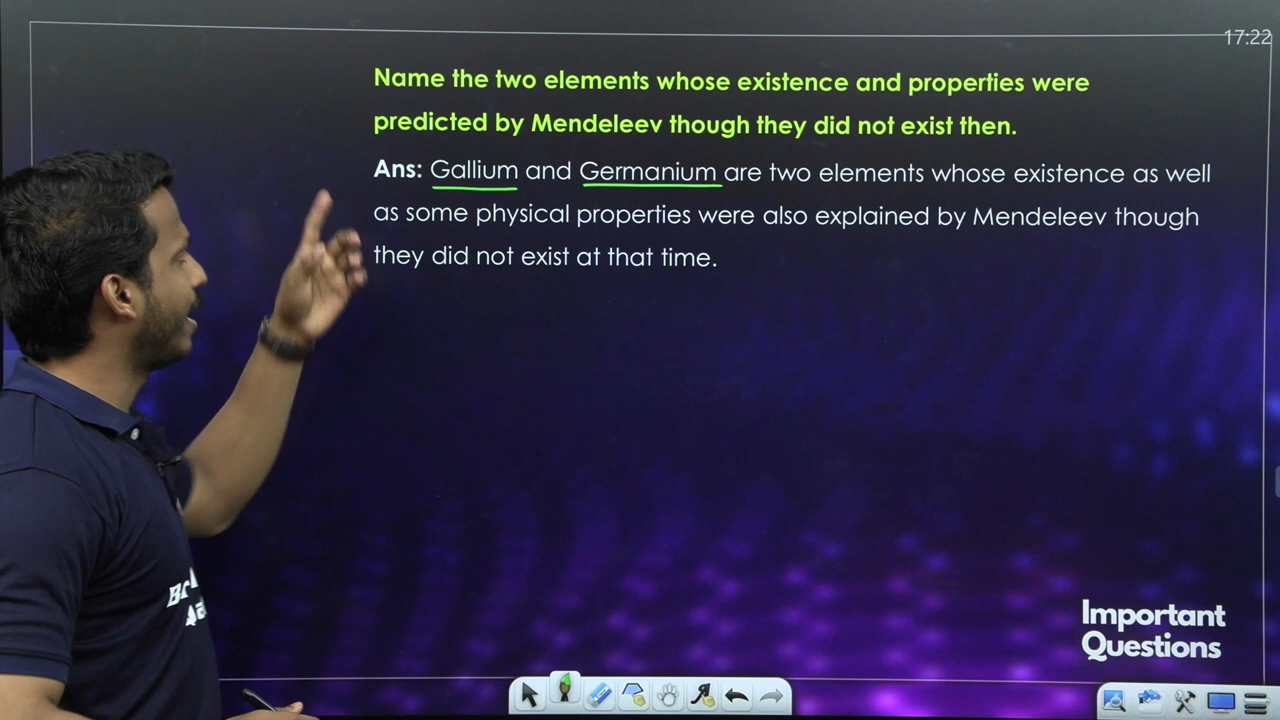 17:22
Name the two elements whose existence and properties were
predicted by Mendeleev though they did not exist then.
Ans: Gallium and Germanium are two elements whose existence as well
as some physical properties were also explained by Mendeleev though
they did not exist at that time.
Important
Questions